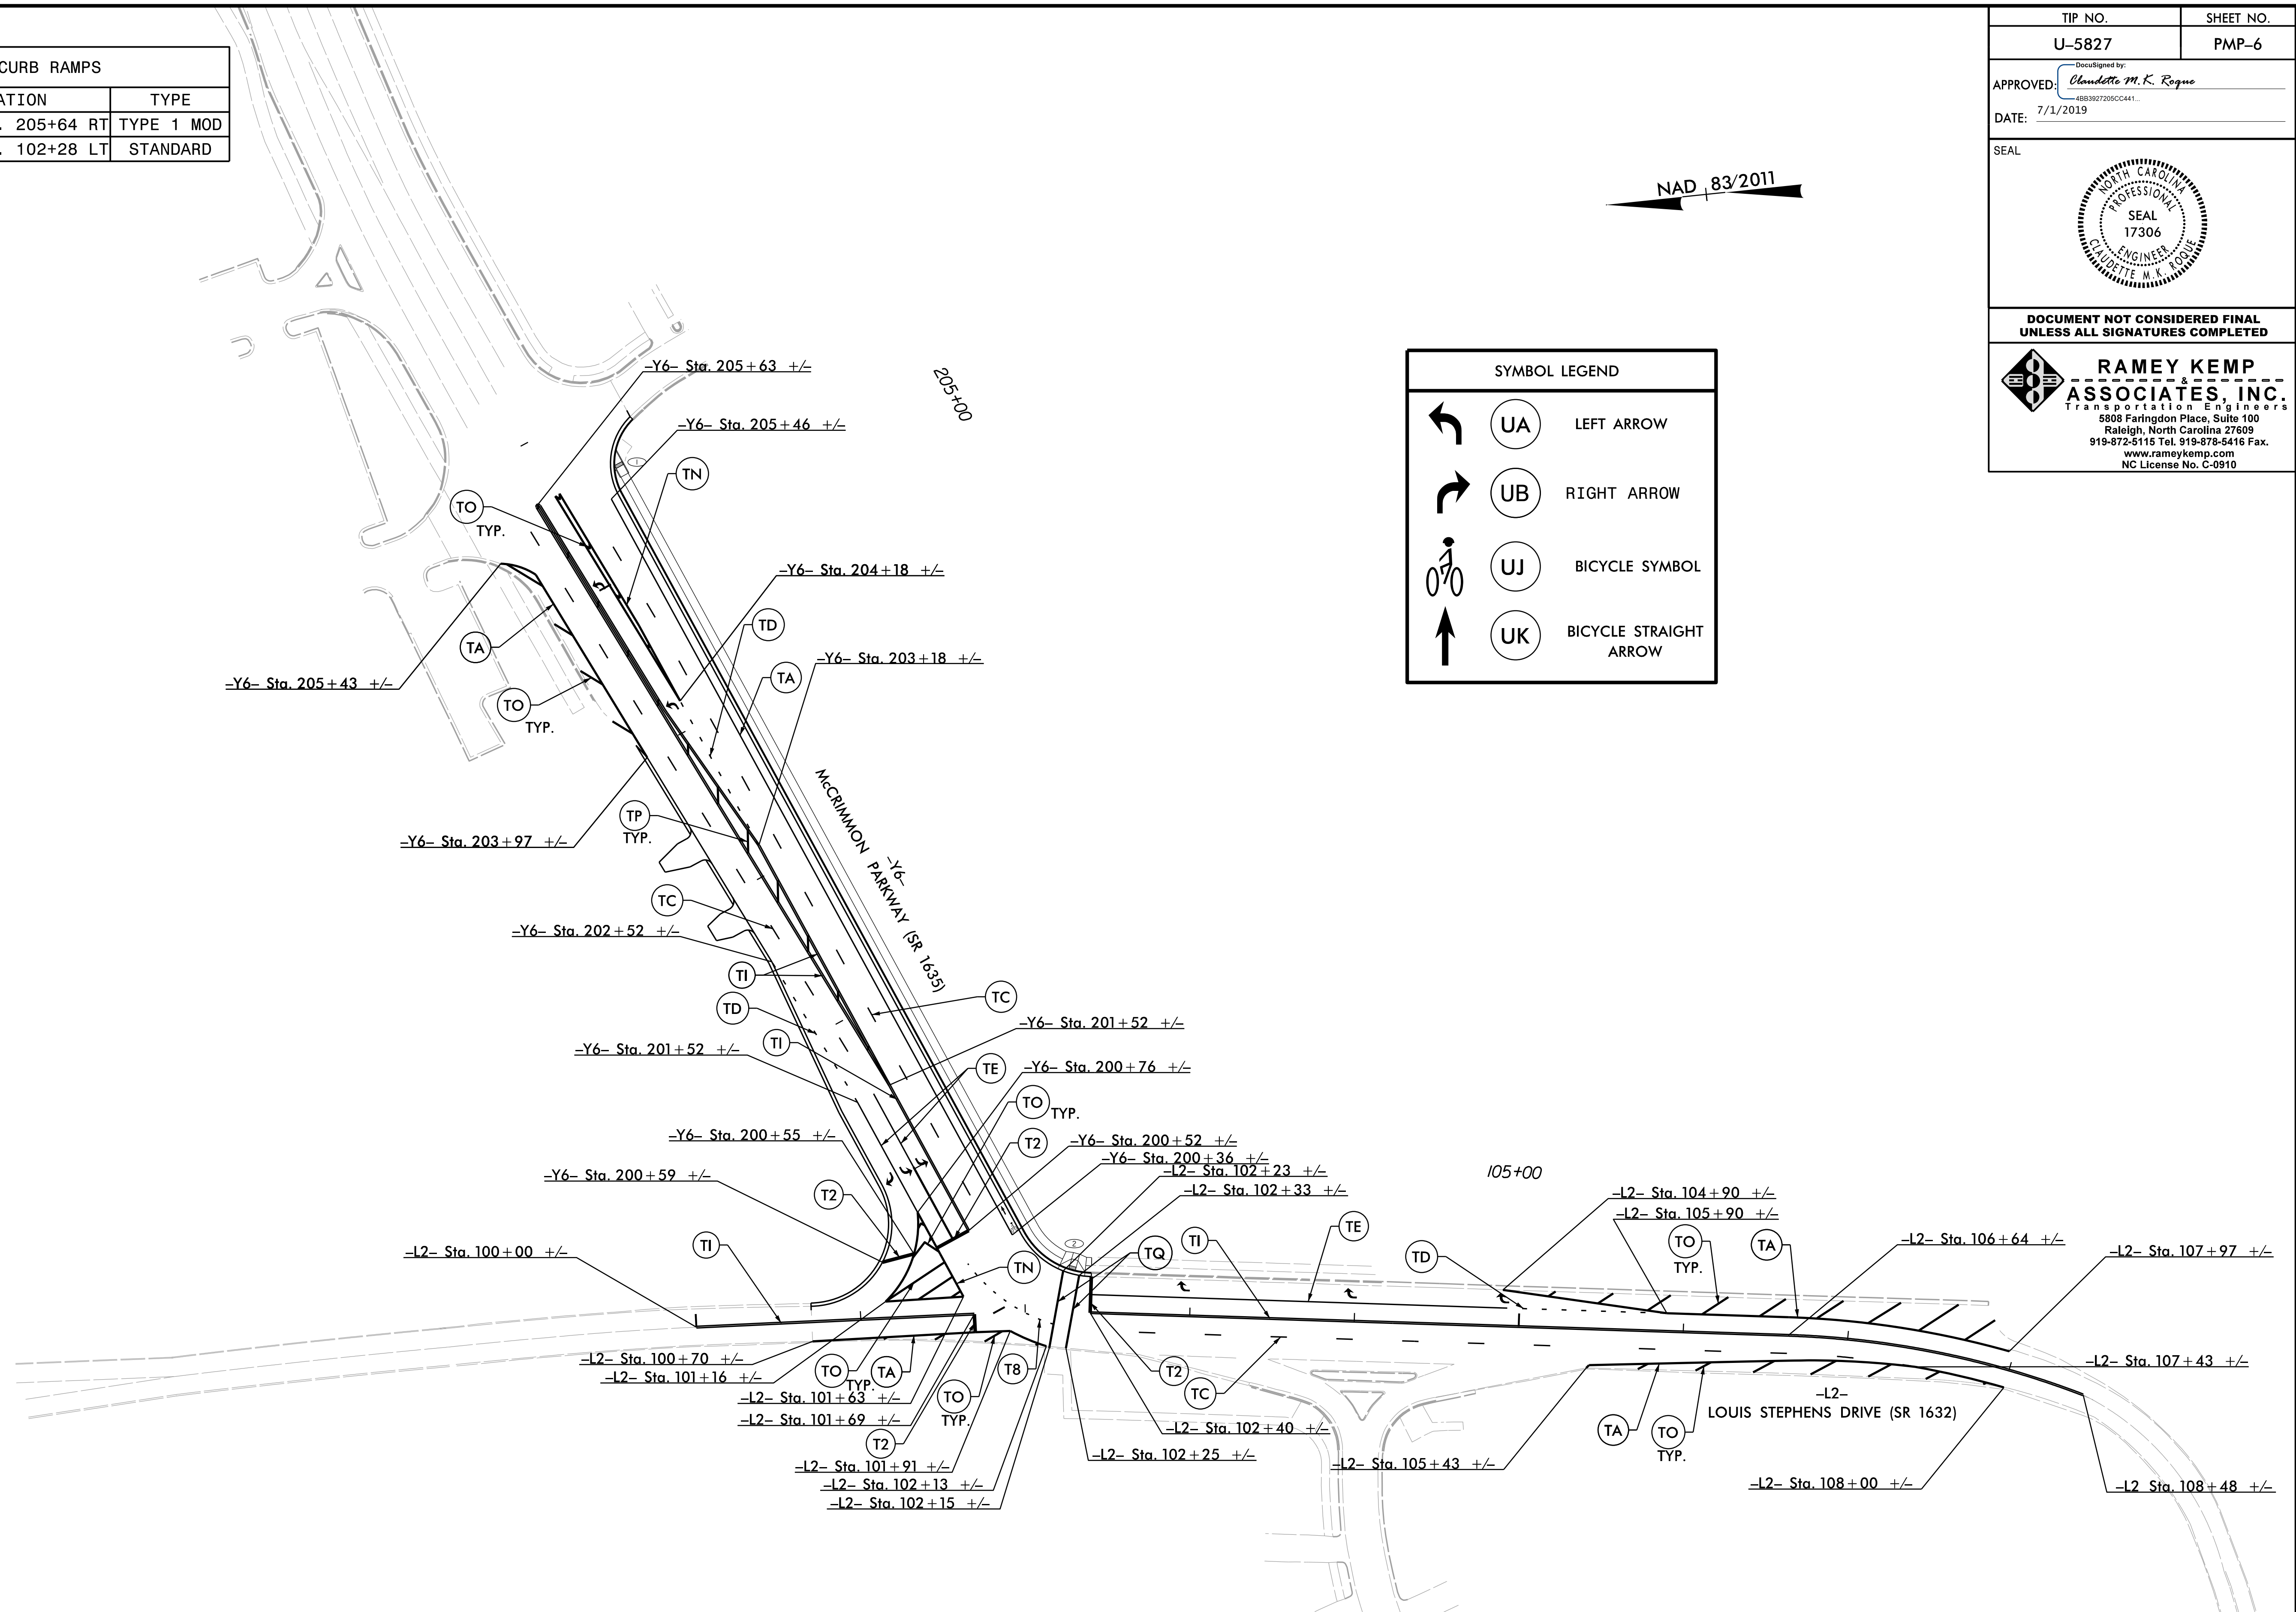 CURB RAMPS
ATION TYPE
. 205+64 RT TYPE 1 MOD
. 102+28 LT STANDARD
TIP NO. SHEET NO.
U–5827 PMP–6
DocuSigned by:
APPROVED: Claudette M.K. Roque
4BB3927205CC441...
DATE: 7/1/2019
SEAL
NORTH CAROLINA
PROFESSIONAL
SEAL
17306
ENGINEER
CLAUDETTE M.K. ROQUE
DOCUMENT NOT CONSIDERED FINAL
UNLESS ALL SIGNATURES COMPLETED
RAMEY KEMP
&
ASSOCIATES, INC.
Transportation Engineers
5808 Faringdon Place, Suite 100
Raleigh, North Carolina 27609
919-872-5115 Tel. 919-878-5416 Fax.
www.rameykemp.com
NC License No. C-0910
NAD 83/2011
SYMBOL LEGEND
UA LEFT ARROW
UB RIGHT ARROW
UJ BICYCLE SYMBOL
UK BICYCLE STRAIGHT
ARROW
–Y6– Sta. 205+63 +/–
205+00
–Y6– Sta. 205+46 +/–
1
TN
TO
TYP.
–Y6– Sta. 204+18 +/–
TD
TA
–Y6– Sta. 203+18 +/–
TA
–Y6– Sta. 205+43 +/–
TO
TYP.
McCRIMMON PARKWAY (SR 1635)
–Y6–
TP
TYP.
–Y6– Sta. 203+97 +/–
TC
–Y6– Sta. 202+52 +/–
TI
TC
TD
–Y6– Sta. 201+52 +/–
TI
–Y6– Sta. 201+52 +/–
TE
–Y6– Sta. 200+76 +/–
TO
TYP.
–Y6– Sta. 200+55 +/–
T2
–Y6– Sta. 200+52 +/–
–Y6– Sta. 200+36 +/–
–L2– Sta. 102+23 +/–
–L2– Sta. 102+33 +/–
–Y6– Sta. 200+59 +/–
T2
105+00
–L2– Sta. 104+90 +/–
–L2– Sta. 105+90 +/–
TE
TI
TO
TYP.
TA
–L2– Sta. 106+64 +/–
–L2– Sta. 107+97 +/–
–L2– Sta. 100+00 +/–
TI
2
TQ
TD
TN
–L2– Sta. 100+70 +/–
–L2– Sta. 101+16 +/–
TO
TYP.
TA
T8
T2
TC
–L2– Sta. 107+43 +/–
–L2– Sta. 101+63 +/–
–L2– Sta. 101+69 +/–
TO
TYP.
–L2–
LOUIS STEPHENS DRIVE (SR 1632)
T2
–L2– Sta. 102+40 +/–
TA
TO
TYP.
–L2– Sta. 102+25 +/–
–L2– Sta. 105+43 +/–
–L2– Sta. 101+91 +/–
–L2– Sta. 102+13 +/–
–L2– Sta. 102+15 +/–
–L2– Sta. 108+00 +/–
–L2 Sta. 108+48 +/–